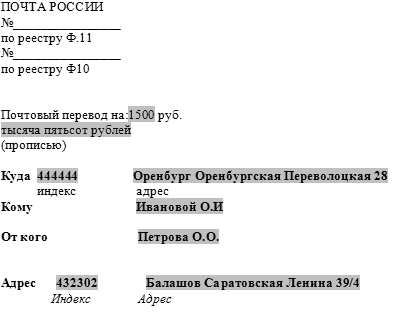 ПОЧТА РОССИИ
№________________
по реестру Ф.11
№________________
по реестру Ф10
Почтовый перевод на:1500 руб.
тысяча пятьсот рублей
(прописью)
Куда 444444 Оренбург Оренбургская Переволоцкая 28
индекс адрес
Кому Ивановой О.И
От кого Петрова О.О.
Адрес 432302 Балашов Саратовская Ленина 39/4
Индекс Адрес